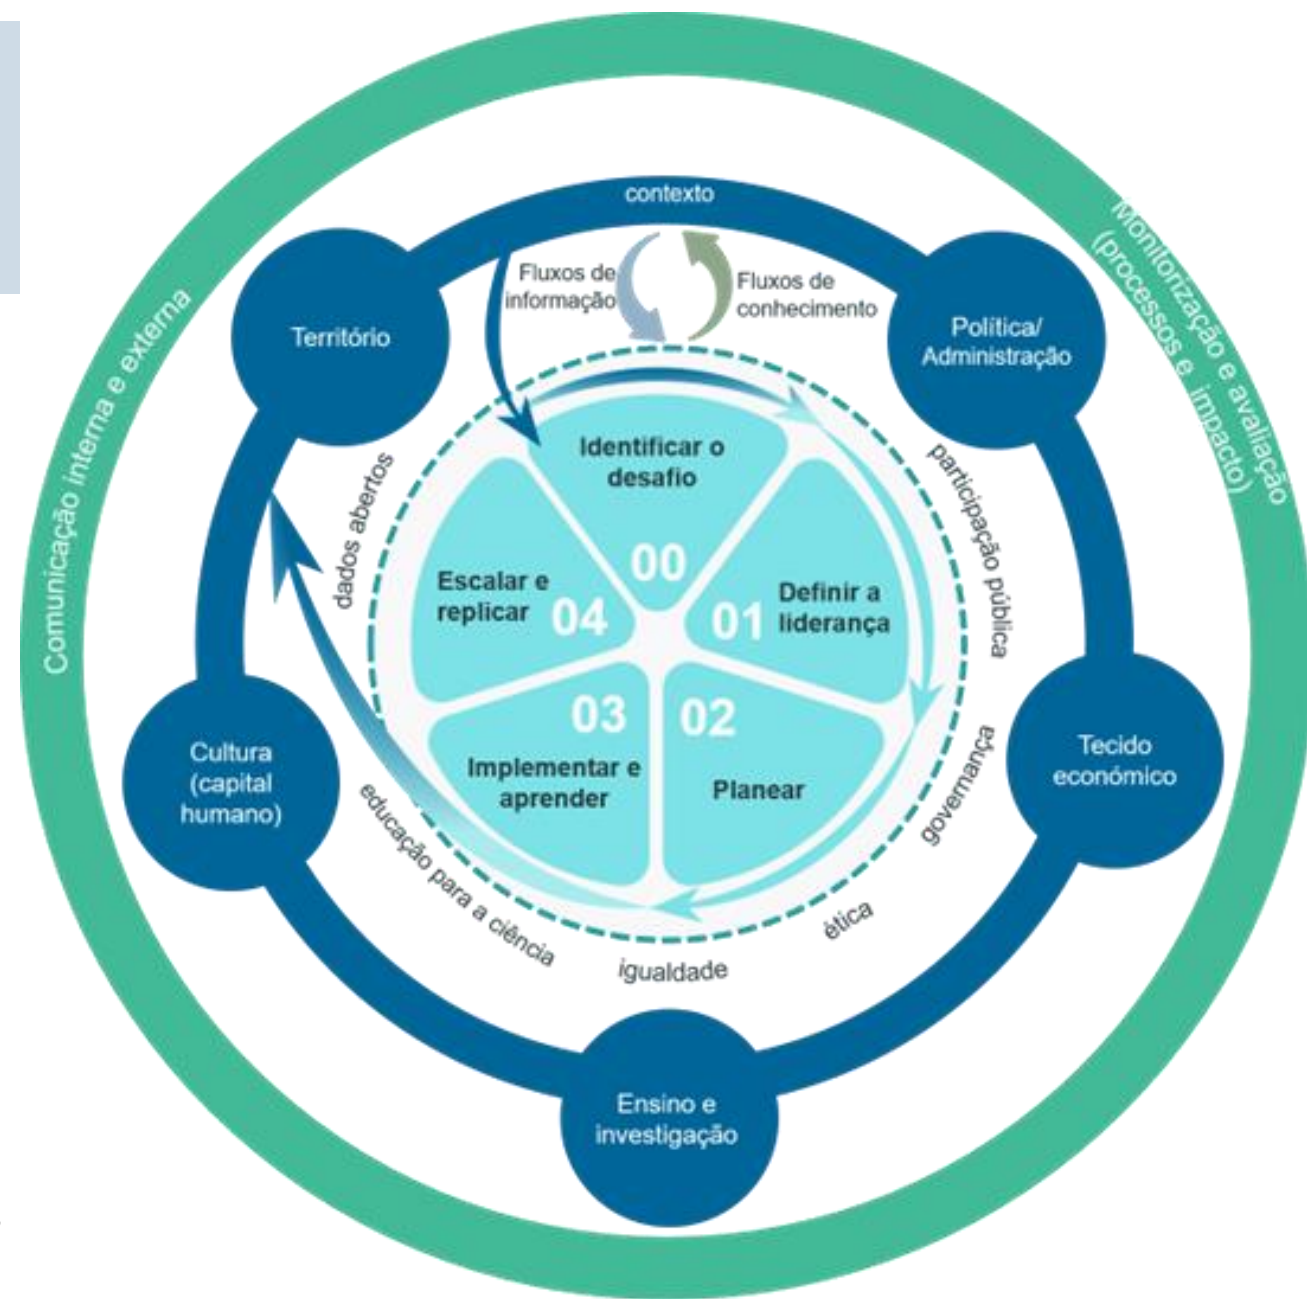 contexto
Monitorização e avaliação
(processos e impacto)
Comunicação interna e externa
Território
Política/
Administração
Fluxos de
informação
Fluxos de
conhecimento
dados abertos
participação pública
Identificar o
desafio
00
Escalar e
replicar
04
01
Definir a
liderança
03
Implementar e
aprender
02
Planear
Cultura
(capital
humano)
Tecido
económico
governança
educação para a ciência
ética
igualdade
Ensino e
investigação